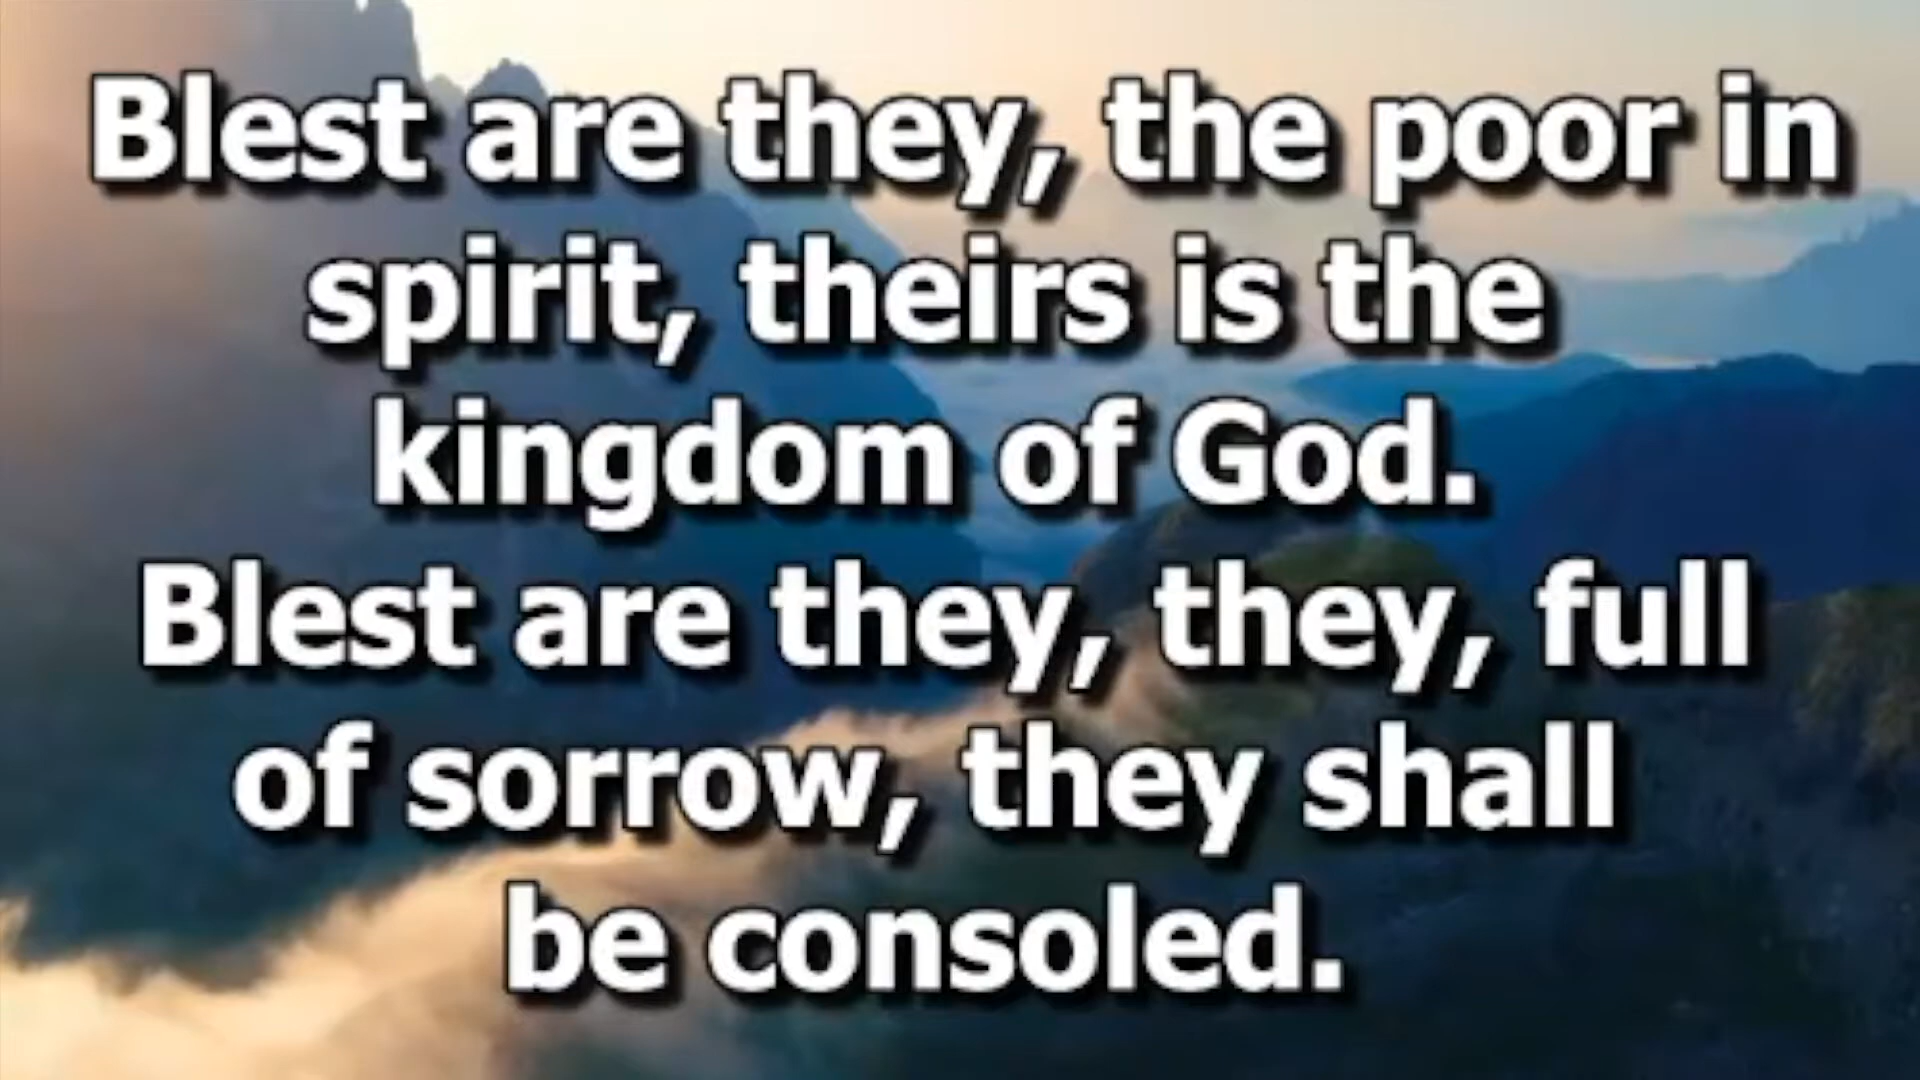 Blest are they, the poor in
spirit, theirs is the
kingdom of God.
Blest are they, they, full
of sorrow, they shall
be consoled.